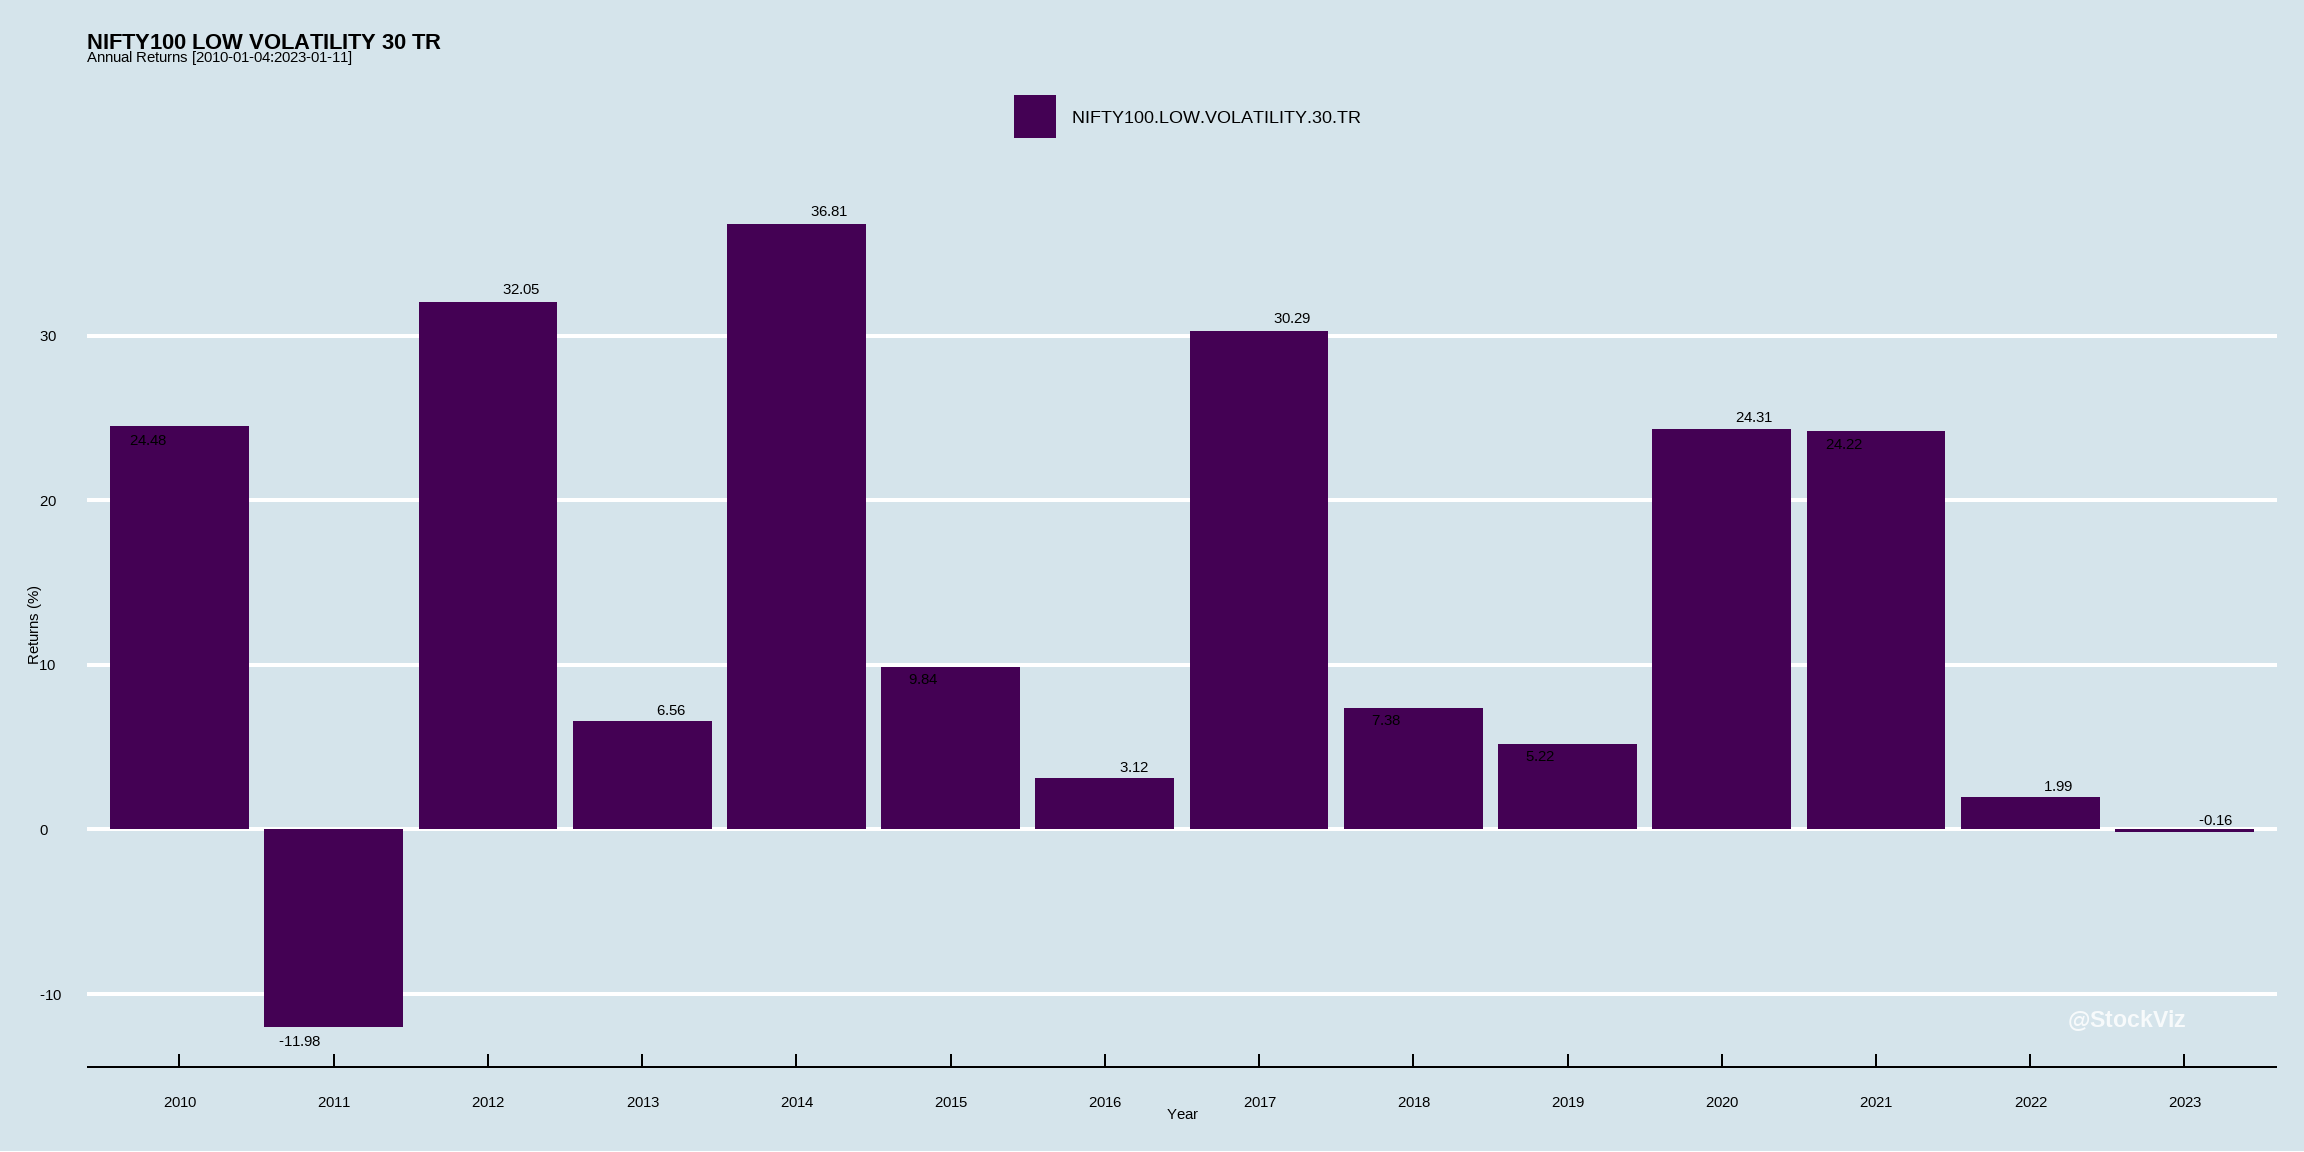 NIFTY100 LOW VOLATILITY 30 TR
Annual Returns [2010-01-04:2023-01-11]
NIFTY100.LOW.VOLATILITY.30.TR
36.81
32.05
30.29
30
24.31
24.48
24.22
20
Returns (%)
10
9.84
6.56
7.38
5.22
3.12
1.99
-0.16
0
-10
@StockViz
-11.98
2010 2011 2012 2013 2014 2015 2016 2017 2018 2019 2020 2021 2022 2023
Year